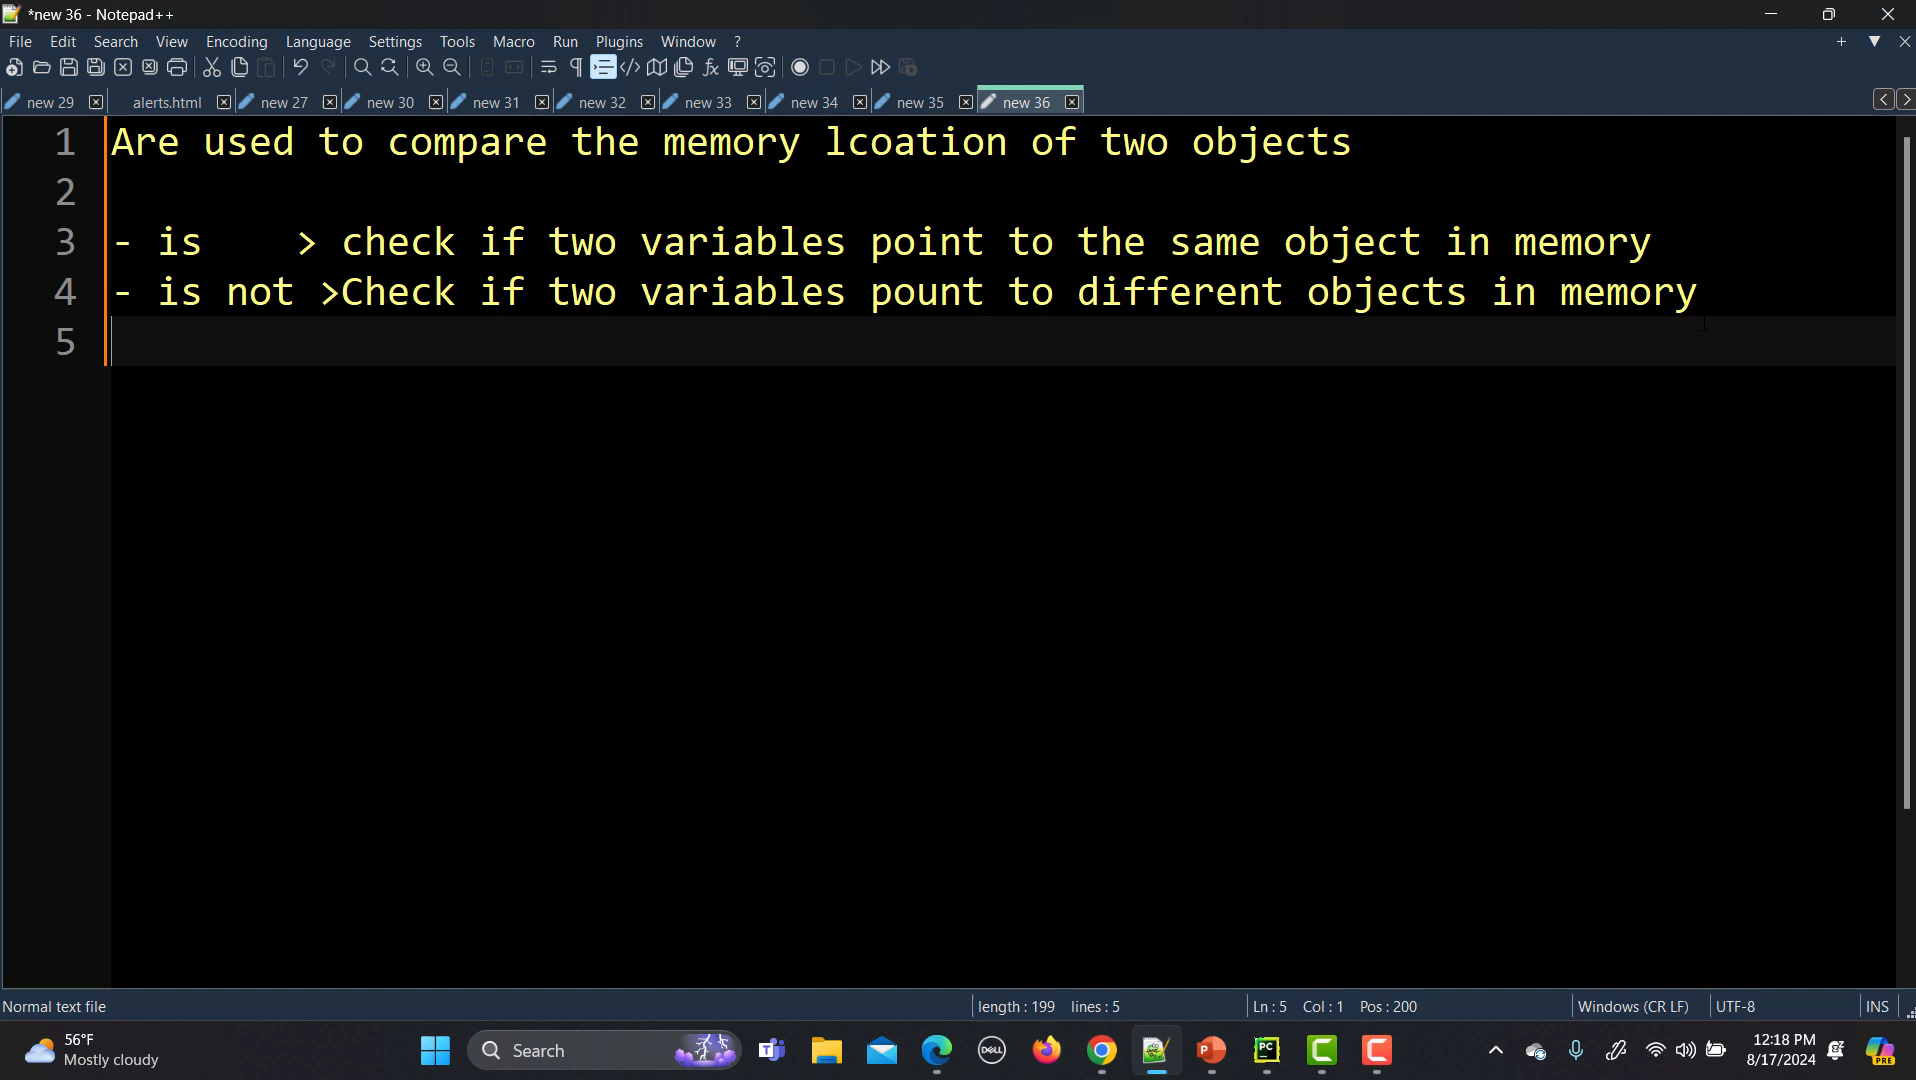 *new 36 - Notepad++
File Edit Search View Encoding Language Settings Tools Macro Run Plugins Window ?
new 29 alerts.html new 27 new 30 new 31 new 32 new 33 new 34 new 35 new 36
1 Are used to compare the memory lcoation of two objects
2
3 - is > check if two variables point to the same object in memory
4 - is not >Check if two variables pount to different objects in memory
5
Normal text file length : 199 lines : 5 Ln : 5 Col : 1 Pos : 200 Windows (CR LF) UTF-8 INS
56°F
Mostly cloudy
Search
DELL
PC
12:18 PM
8/17/2024
PRE